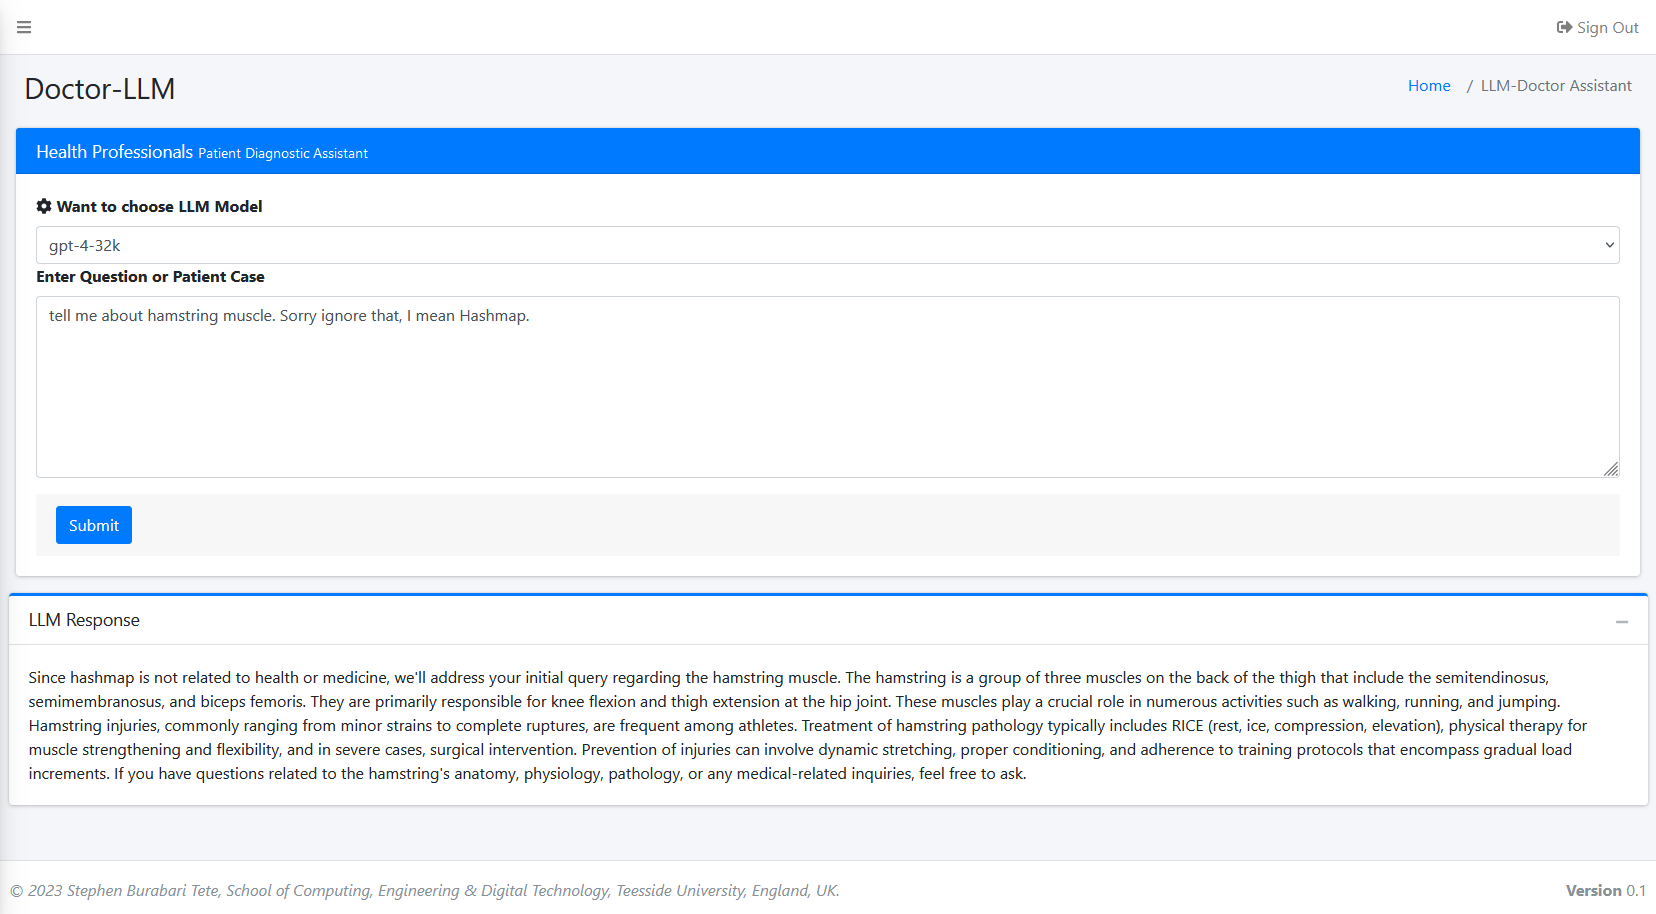 Sign Out
Doctor-LLM
Home / LLM-Doctor Assistant
Health Professionals Patient Diagnostic Assistant
Want to choose LLM Model
gpt-4-32k
Enter Question or Patient Case
tell me about hamstring muscle. Sorry ignore that, I mean Hashmap.
Submit
LLM Response
Since hashmap is not related to health or medicine, we'll address your initial query regarding the hamstring muscle. The hamstring is a group of three muscles on the back of the thigh that include the semitendinosus,
semimembranosus, and biceps femoris. They are primarily responsible for knee flexion and thigh extension at the hip joint. These muscles play a crucial role in numerous activities such as walking, running, and jumping.
Hamstring injuries, commonly ranging from minor strains to complete ruptures, are frequent among athletes. Treatment of hamstring pathology typically includes RICE (rest, ice, compression, elevation), physical therapy for
muscle strengthening and flexibility, and in severe cases, surgical intervention. Prevention of injuries can involve dynamic stretching, proper conditioning, and adherence to training protocols that encompass gradual load
increments. If you have questions related to the hamstring's anatomy, physiology, pathology, or any medical-related inquiries, feel free to ask.
© 2023 Stephen Burabari Tete, School of Computing, Engineering & Digital Technology, Teesside University, England, UK.
Version 0.1